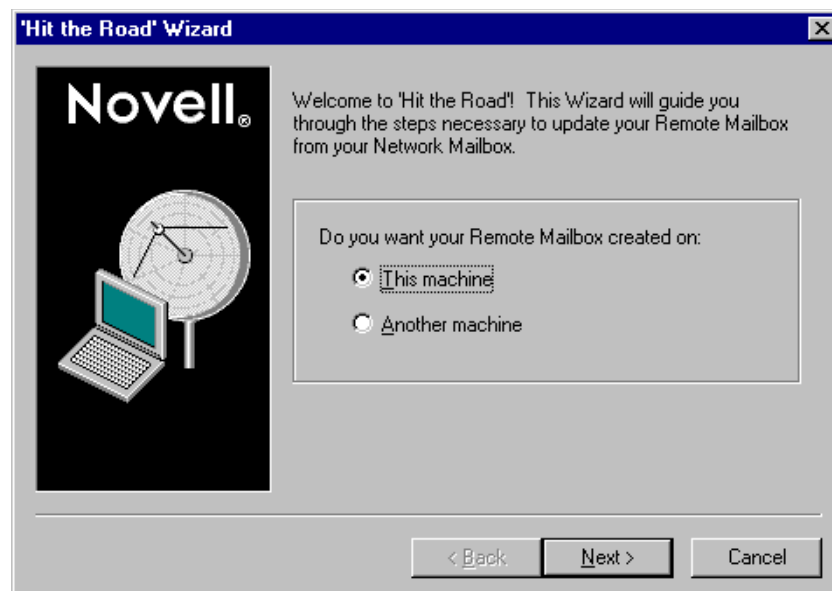 'Hit the Road' Wizard
Novell®
Welcome to 'Hit the Road'!  This Wizard will guide you
through the steps necessary to update your Remote Mailbox
from your Network Mailbox.
Do you want your Remote Mailbox created on:
This machine
Another machine
< Back
Next >
Cancel